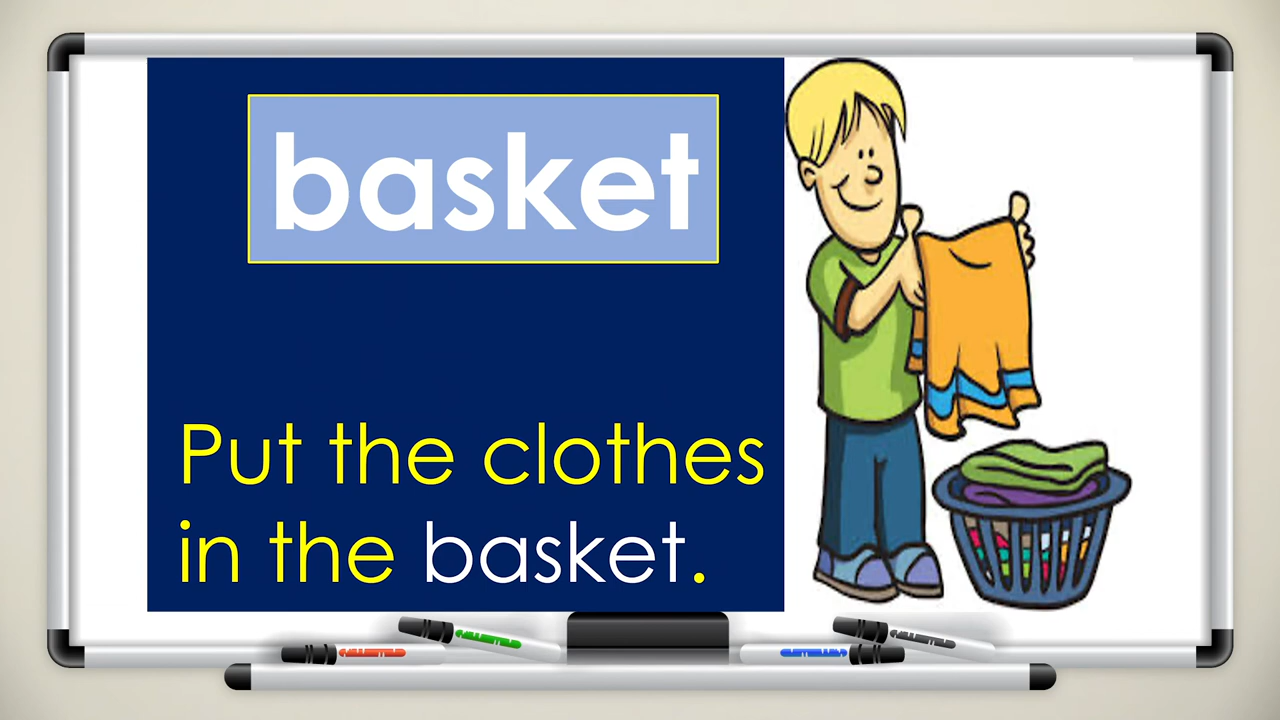 basket
Put the clothes
in the basket.